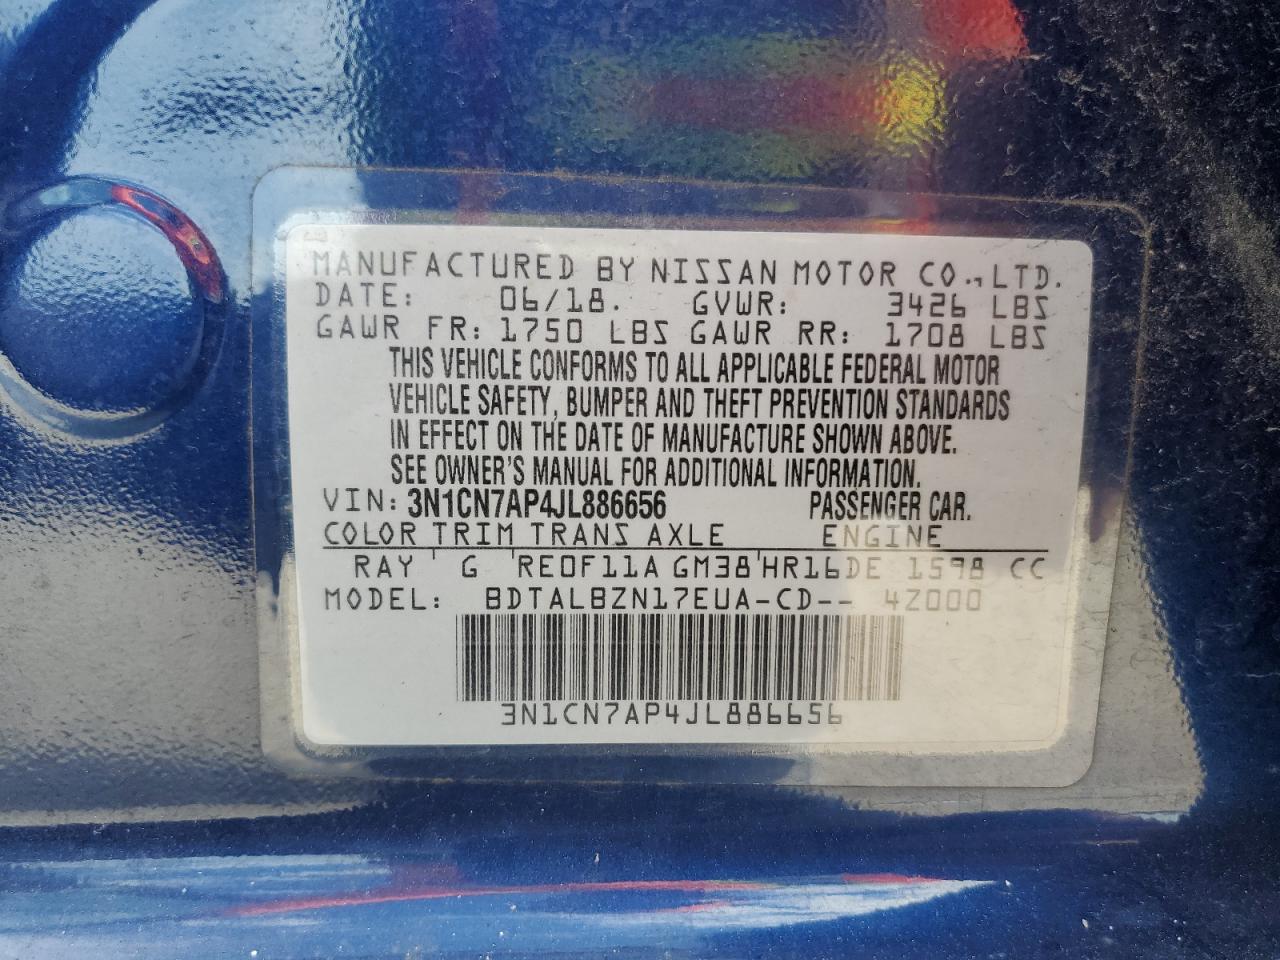 MANUFACTURED BY NISSAN MOTOR CO.,LTD.
DATE: 06/18. GVWR: 3426 LBS
GAWR FR: 1750 LBS GAWR RR: 1708 LBS
THIS VEHICLE CONFORMS TO ALL APPLICABLE FEDERAL MOTOR
VEHICLE SAFETY, BUMPER AND THEFT PREVENTION STANDARDS
IN EFFECT ON THE DATE OF MANUFACTURE SHOWN ABOVE.
SEE OWNER'S MANUAL FOR ADDITIONAL INFORMATION.
VIN: 3N1CN7AP4JL886656 PASSENGER CAR.
COLOR TRIM TRANS AXLE ENGINE
RAY ' G 'RE0F11A GM38'HR16DE 1598 CC
MODEL: BDTALBZN17EUA-CD-- 4Z000
3N1CN7AP4JL886656